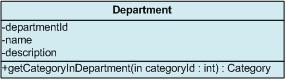 Department
-departmentId
-name
-description
+getCategoryInDepartment(in categoryId : int) : Category